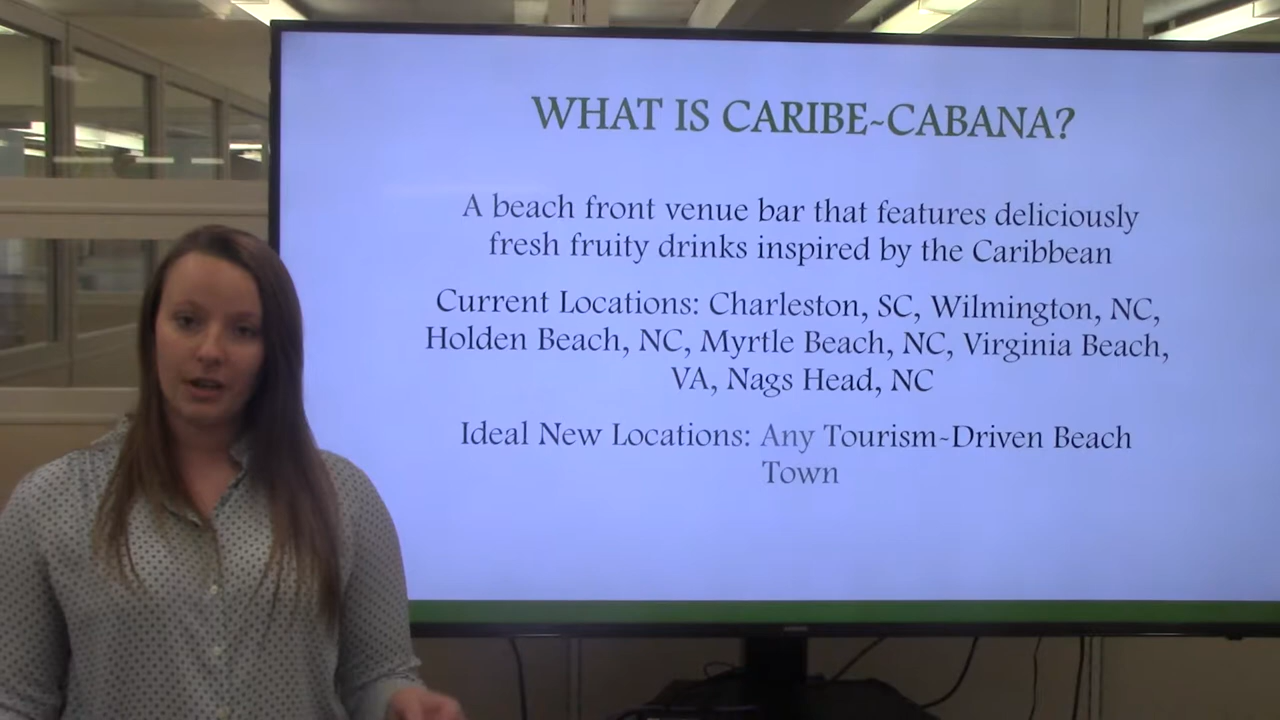 WHAT IS CARIBE-CABANA?
A beach front venue bar that features deliciously
fresh fruity drinks inspired by the Caribbean
Current Locations: Charleston, SC, Wilmington, NC,
Holden Beach, NC, Myrtle Beach, NC, Virginia Beach,
VA, Nags Head, NC
Ideal New Locations: Any Tourism-Driven Beach
Town